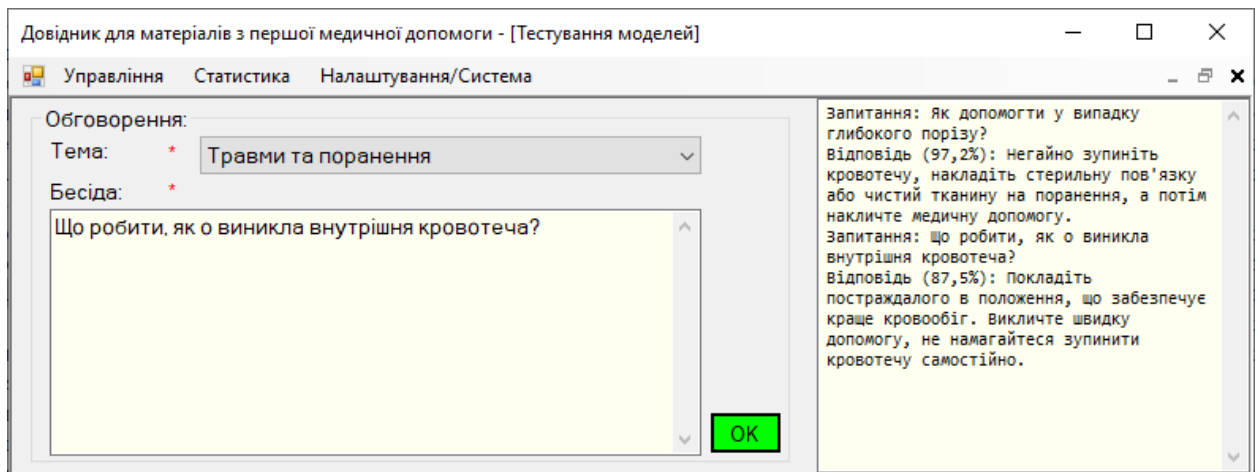 Довідник для матеріалів з першої медичної допомоги - [Тестування моделей]
Управління Статистика Налаштування/Система
Обговорення:
Тема: * Травми та поранення
Бесіда: *
Що робити, як о виникла внутрішня кровотеча?
OK
Запитання: Як допомогти у випадку
глибокого порізу?
Відповідь (97,2%): Негайно зупиніть
кровотечу, накладіть стерильну пов'язку
або чистий тканину на поранення, а потім
накличте медичну допомогу.
Запитання: Що робити, як о виникла
внутрішня кровотеча?
Відповідь (87,5%): Покладіть
постраждалого в положення, що забезпечує
краще кровообіг. Викличте швидку
допомогу, не намагайтеся зупинити
кровотечу самостійно.